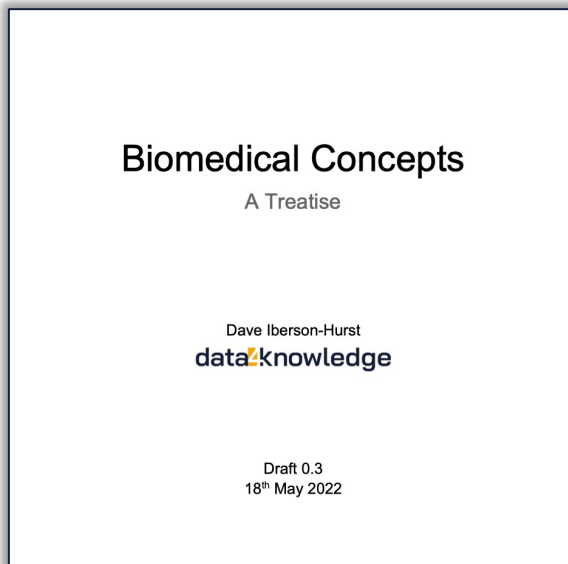 Biomedical Concepts
A Treatise
Dave Iberson-Hurst
data4knowledge
Draft 0.3
18th May 2022